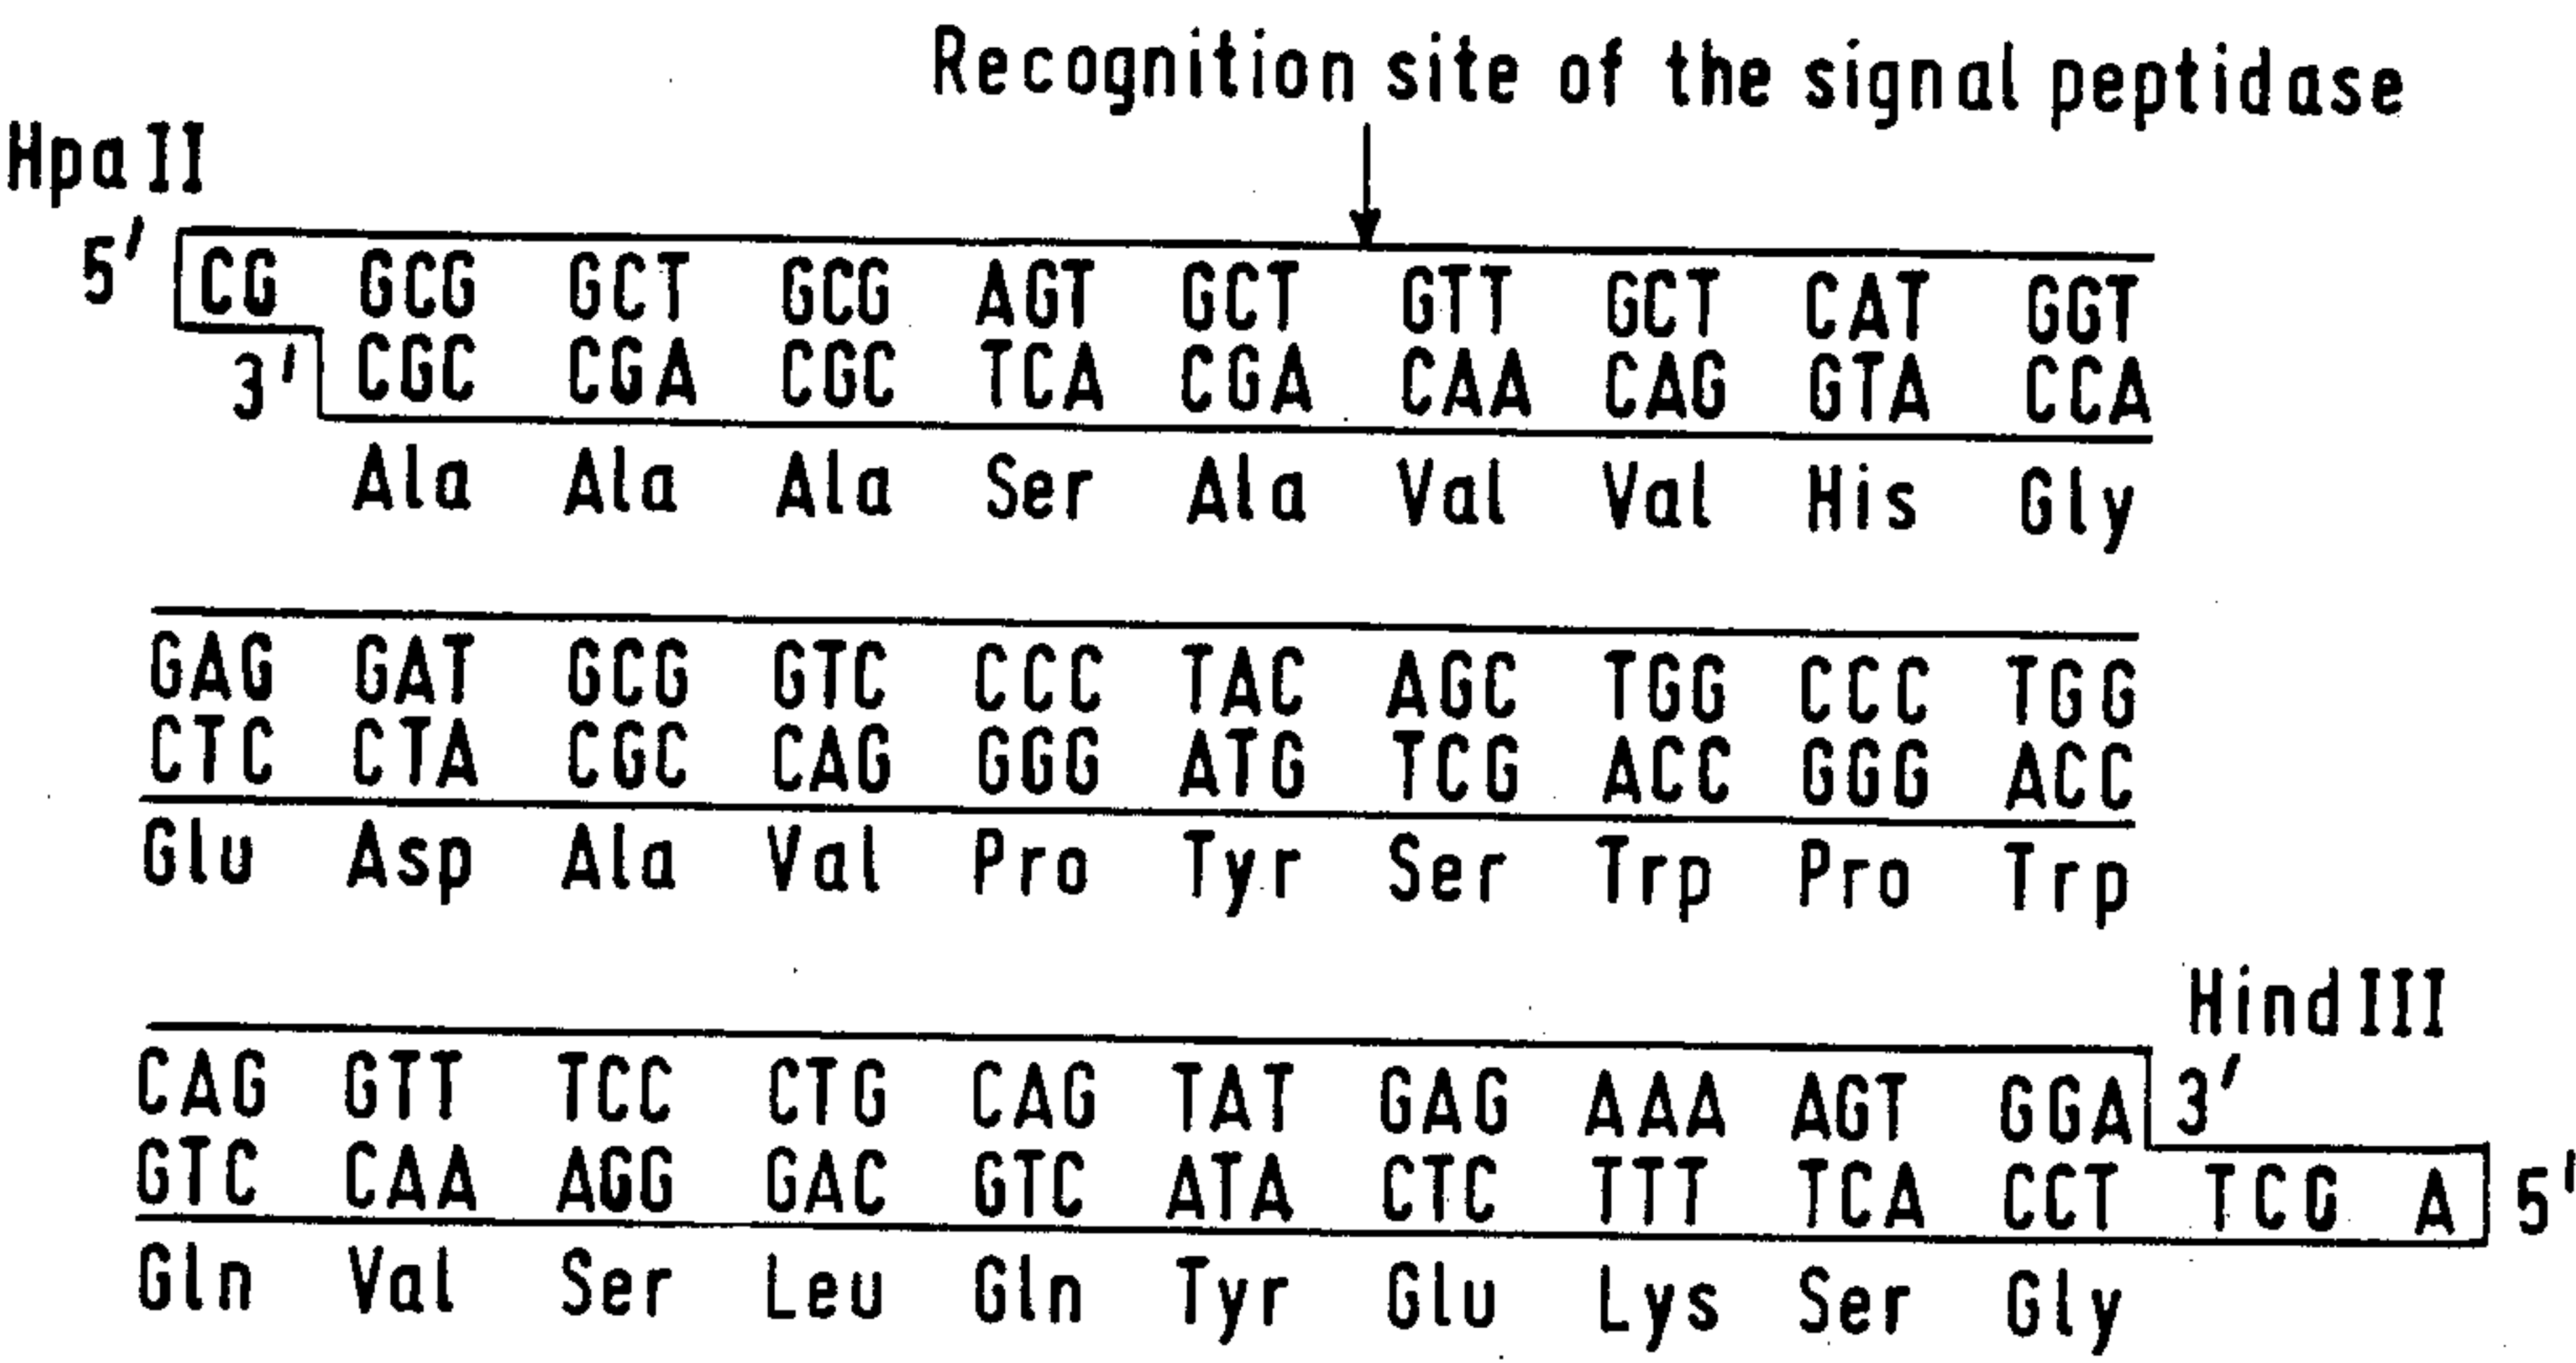 Recognition site of the signal peptidase
Hpa II
5' CG GCG GCT GCG AGT GCT GTT GCT CAT GGT
3' CGC CGA CGC TCA CGA CAA CAG GTA CCA
Ala Ala Ala Ser Ala Val Val His Gly
GAG GAT GCG GTC CCC TAC AGC TGG CCC TGG
CTC CTA CGC CAG GGG ATG TCG ACC GGG ACC
Glu Asp Ala Val Pro Tyr Ser Trp Pro Trp
Hind III
CAG GTT TCC CTG CAG TAT GAG AAA AGT GGA 3'
GTC CAA AGG GAC GTC ATA CTC TTT TCA CCT TCG A 5'
Gln Val Ser Leu Gln Tyr Glu Lys Ser Gly